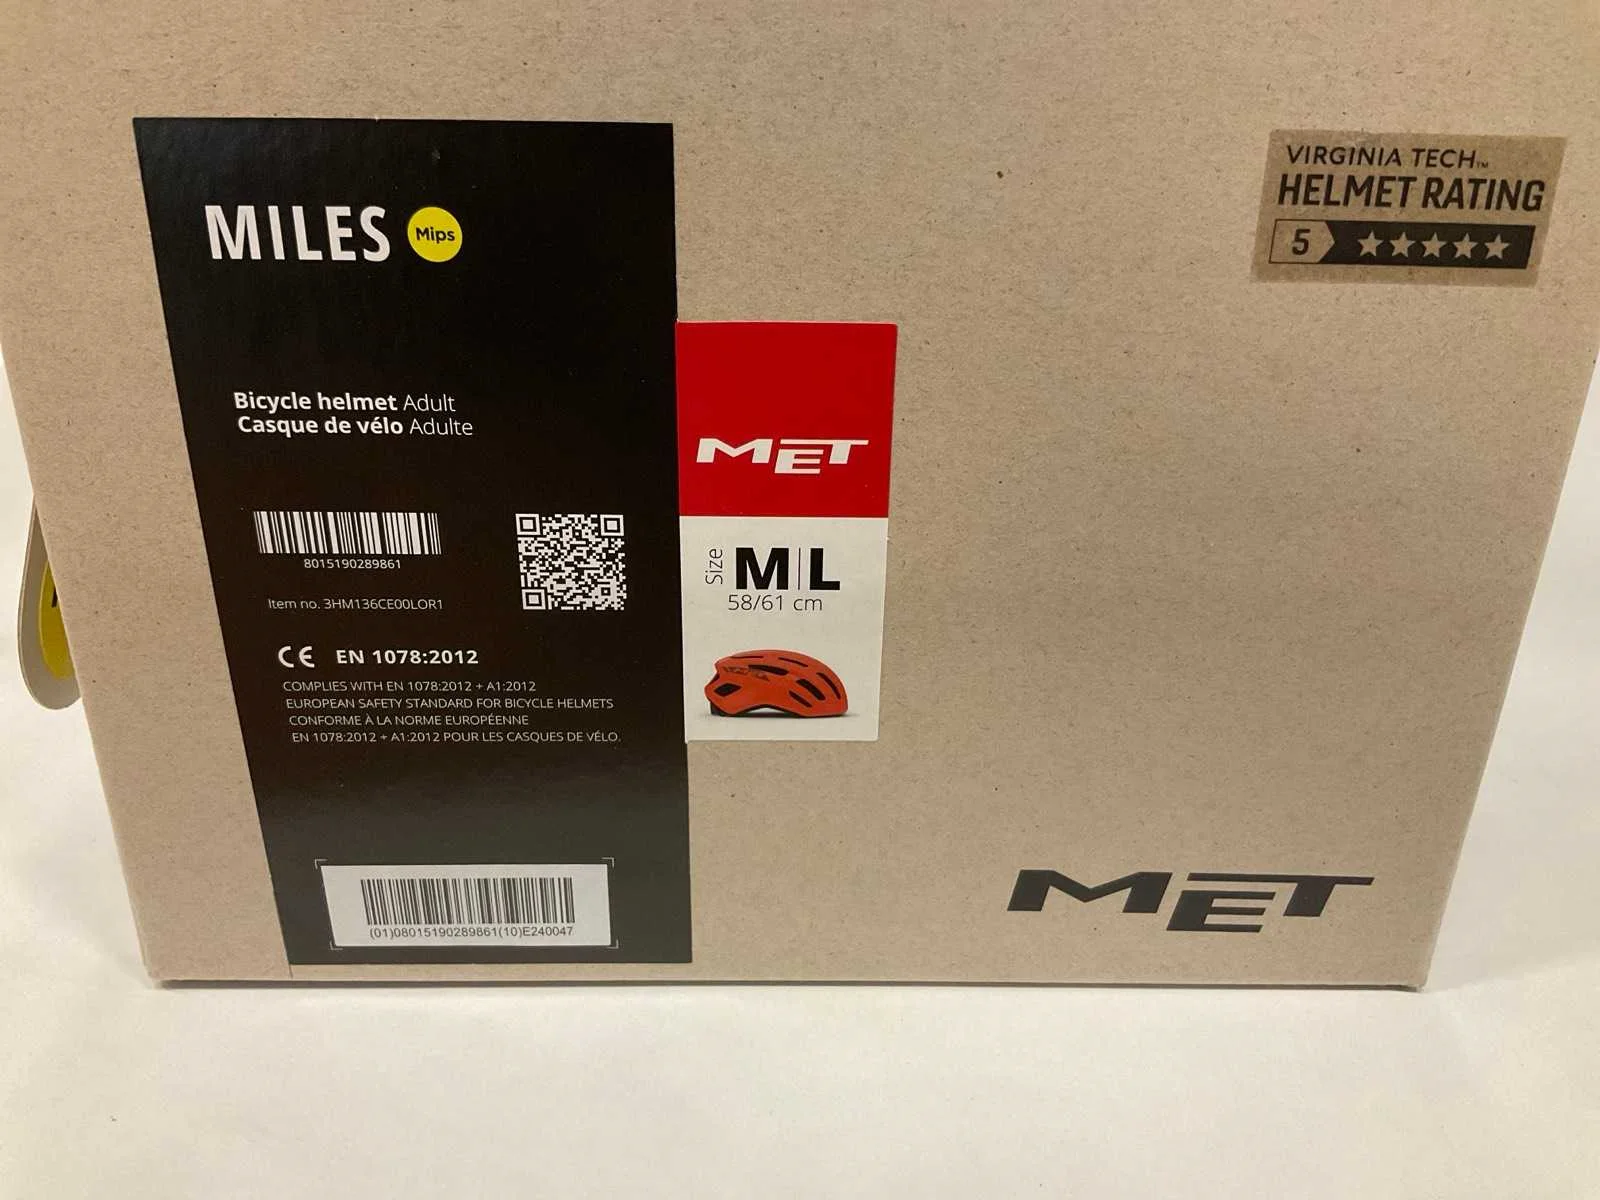 VIRGINIA TECH™
HELMET RATING
5
MILES Mips
Bicycle helmet Adult
Casque de vélo Adulte
8015190289861
Item no. 3HM136CE00LOR1
CE EN 1078:2012
COMPLIES WITH EN 1078:2012 + A1:2012
EUROPEAN SAFETY STANDARD FOR BICYCLE HELMETS
CONFORME À LA NORME EUROPÉENNE
EN 1078:2012 + A1:2012 POUR LES CASQUES DE VÉLO.
(01)08015190289861(10)E240047
MET
Size M|L
58/61 cm
MET